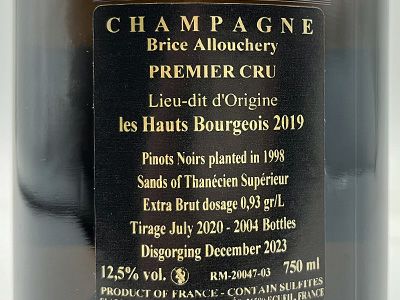 CHAMPAGNE
Brice Allouchery
PREMIER CRU
Lieu-dit d'Origine
les Hauts Bourgeois 2019
Pinots Noirs planted in 1998
Sands of Thanécien Supérieur
Extra Brut dosage 0,93 gr/L
Tirage July 2020 - 2004 Bottles
Disgorging December 2023
12,5% vol. RM-20047-03 750 ml
PRODUCT OF FRANCE - CONTAIN SULFITES
ECUEIL, FRANCE